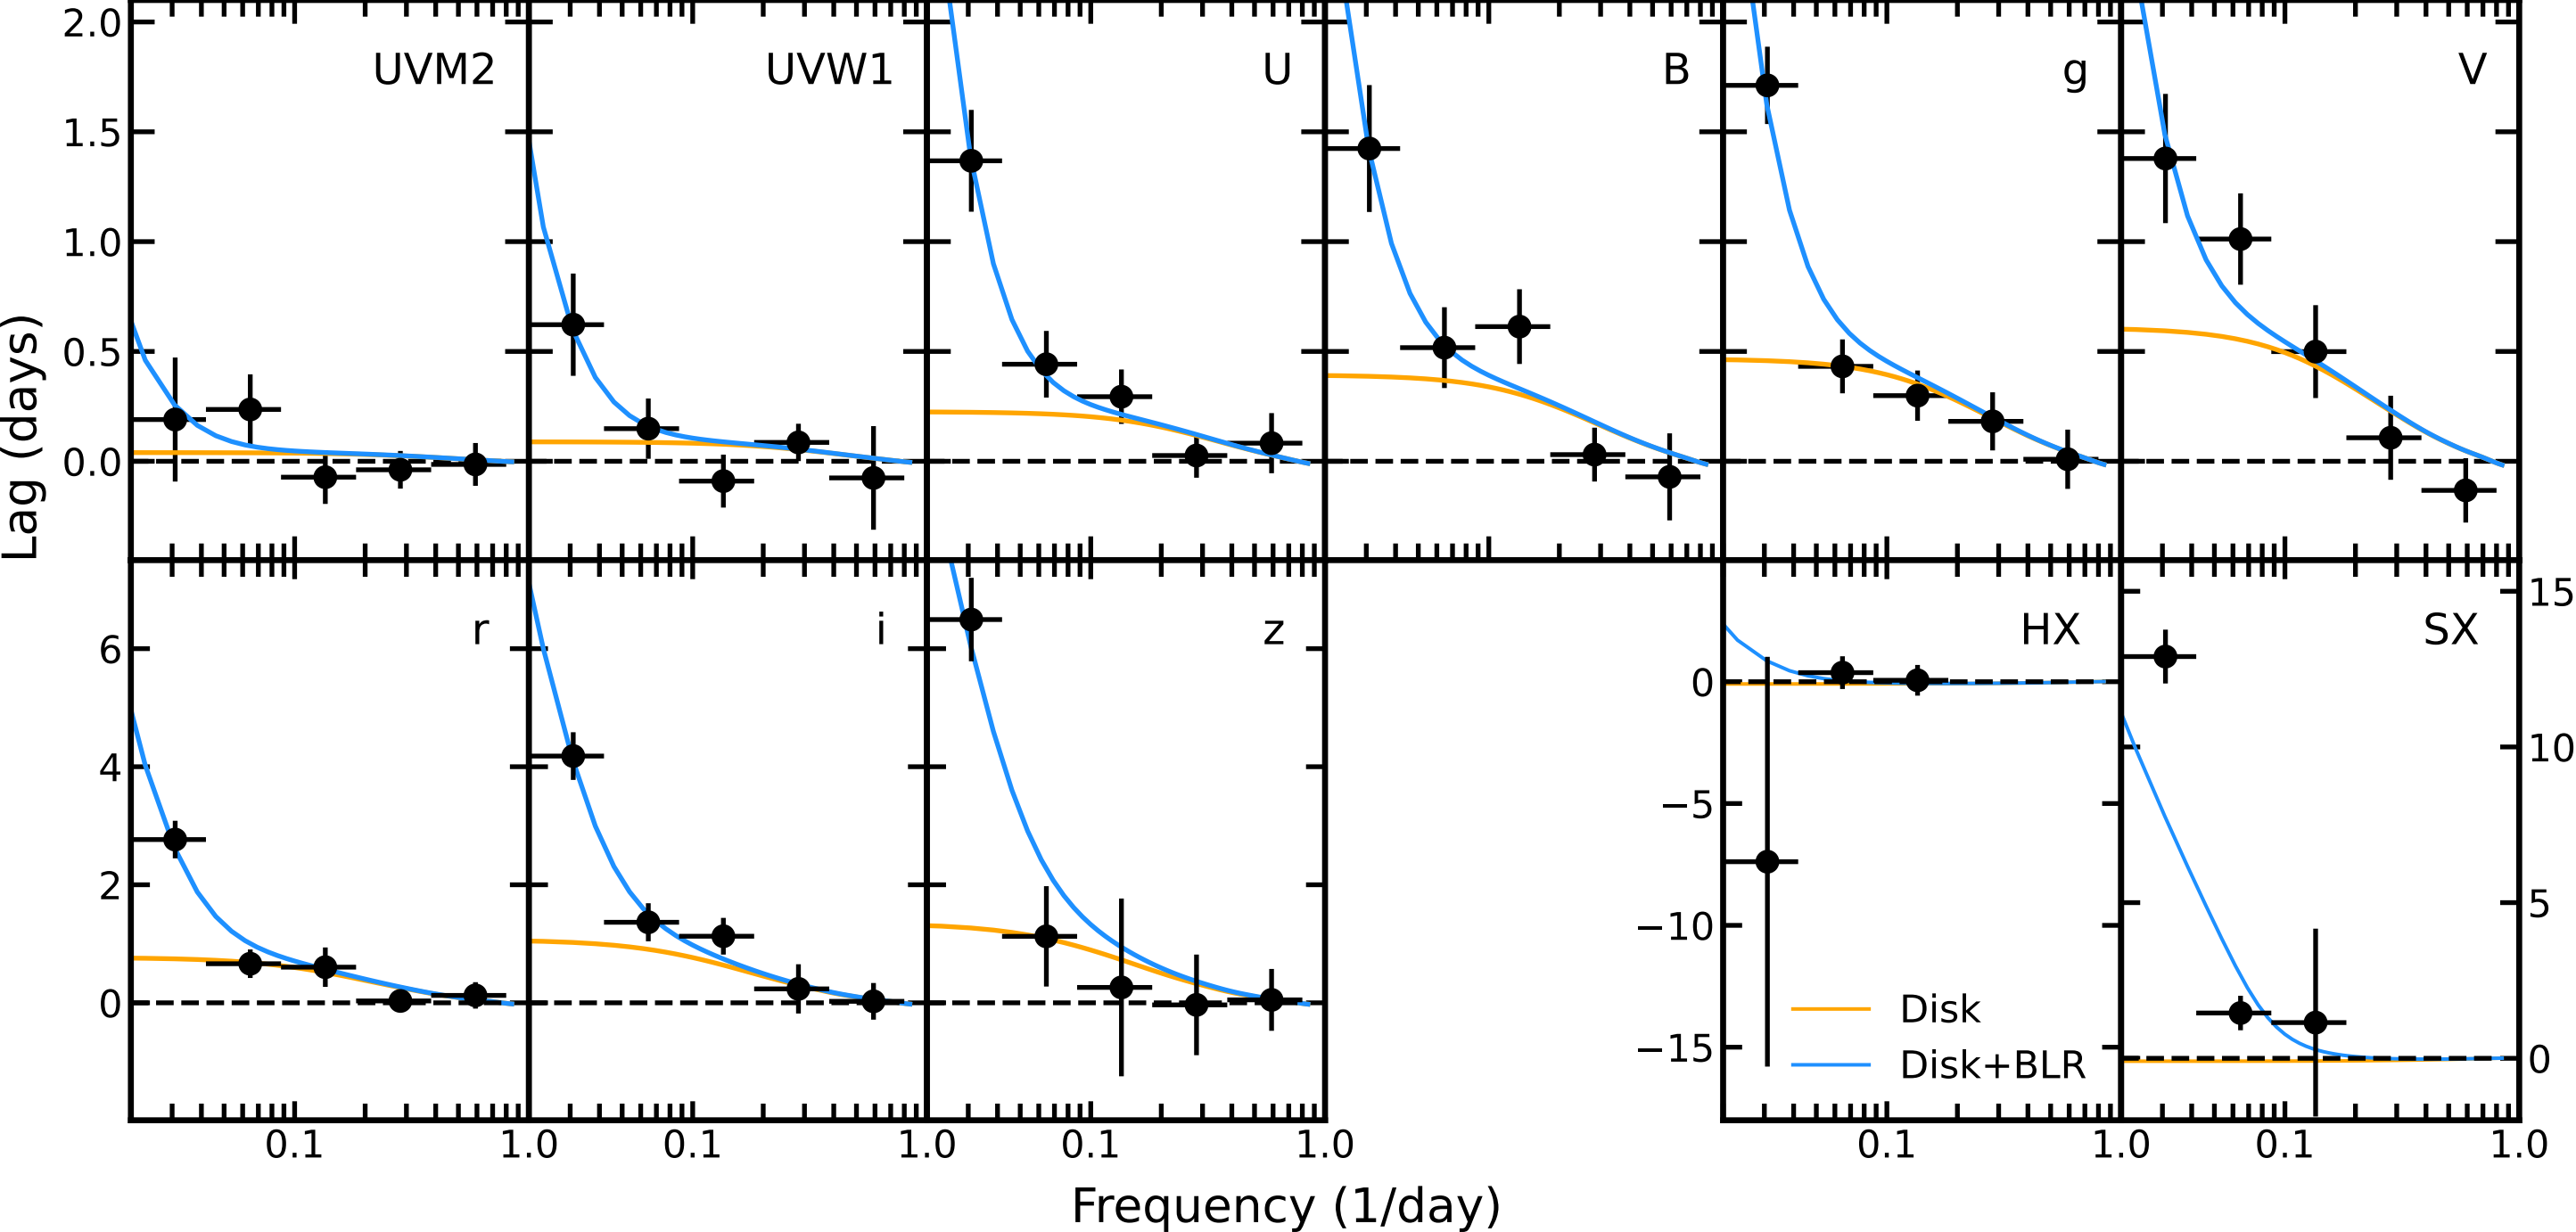 Lag (days)
2.0
1.5
1.0
0.5
0.0
UVM2
UVW1
U
B
g
V
6
4
2
0
r
i
z
0
−5
−10
−15
HX
SX
15
10
5
0
Disk
Disk+BLR
0.1 1.0 0.1 1.0 0.1 1.0 0.1 1.0 0.1 1.0
Frequency (1/day)